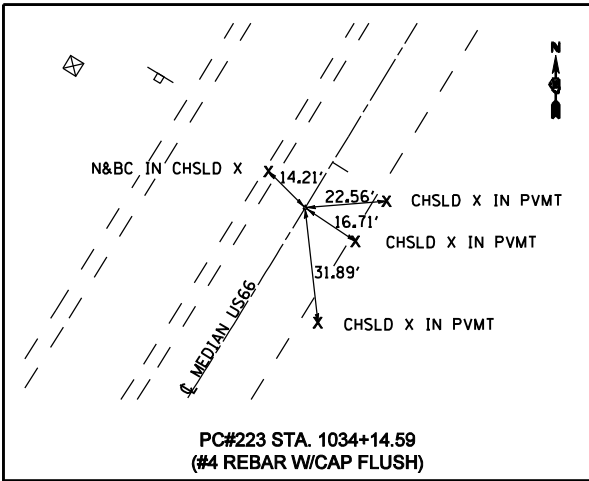 N
N&BC IN CHSLD X
14.21'
22.56'
CHSLD X IN PVMT
16.71'
CHSLD X IN PVMT
31.89'
CHSLD X IN PVMT
℄ MEDIAN US66
PC#223 STA. 1034+14.59
(#4 REBAR W/CAP FLUSH)